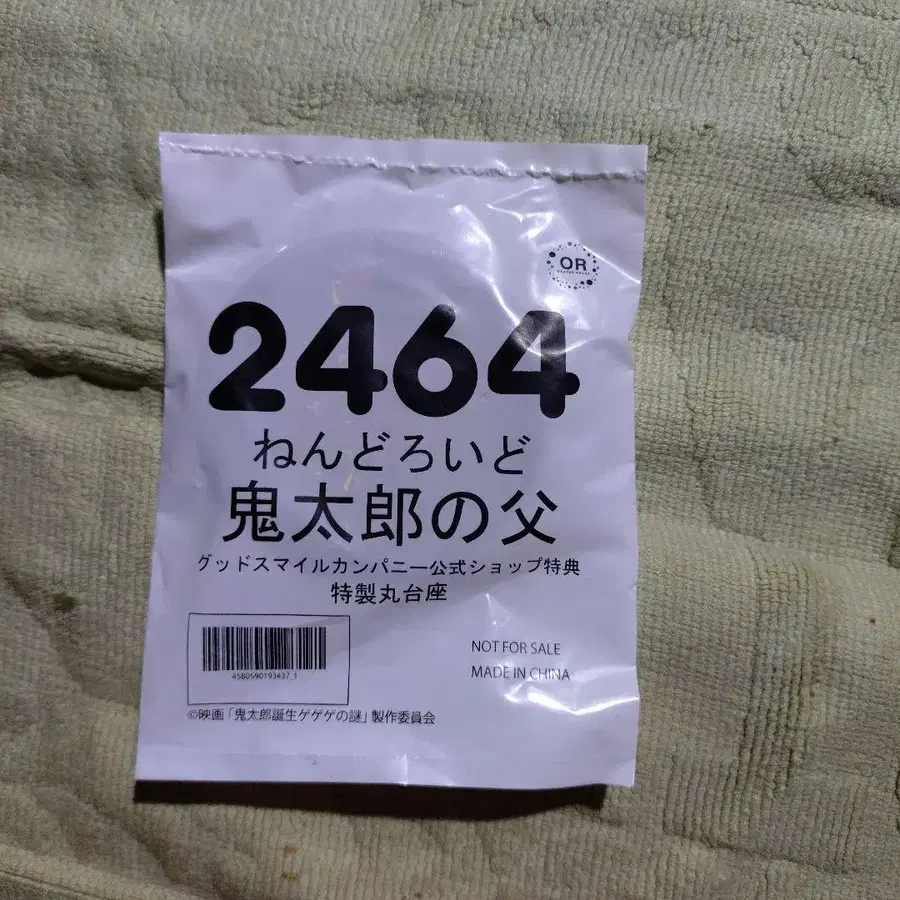 OR
2464
ねんどろいど
鬼太郎の父
グッドスマイルカンパニー公式ショップ特典
特製丸台座
NOT FOR SALE
MADE IN CHINA
4580590193437_1
©映画「鬼太郎誕生ゲゲゲの謎」製作委員会